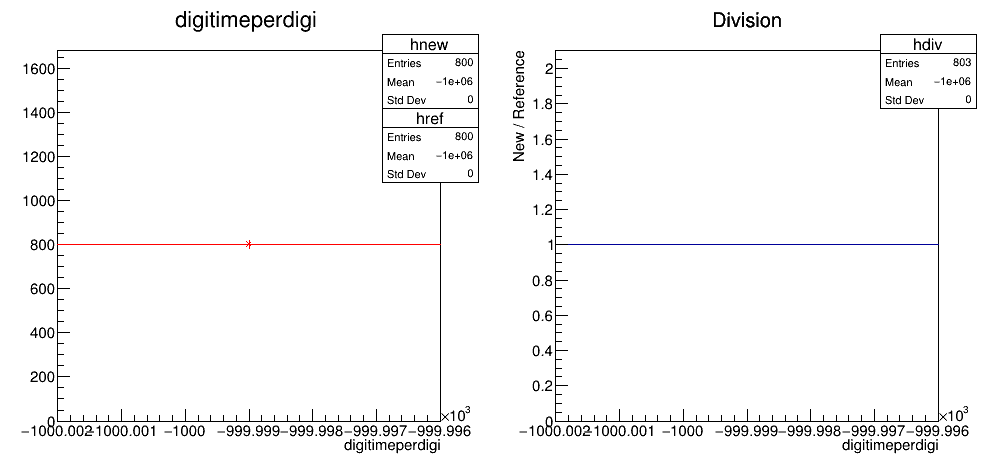 digitimeperdigi
hnew
Entries 800
Mean −1e+06
Std Dev 0
href
Entries 800
Mean −1e+06
Std Dev 0
1600
1400
1200
1000
800
600
400
200
0
−1000.002 −1000.001 −1000 −999.999 −999.998 −999.997 −999.996
×10³
digitimeperdigi
Division
hdiv
Entries 803
Mean −1e+06
Std Dev 0
New / Reference
2
1.8
1.6
1.4
1.2
1
0.8
0.6
0.4
0.2
0
−1000.002 −1000.001 −1000 −999.999 −999.998 −999.997 −999.996
×10³
digitimeperdigi